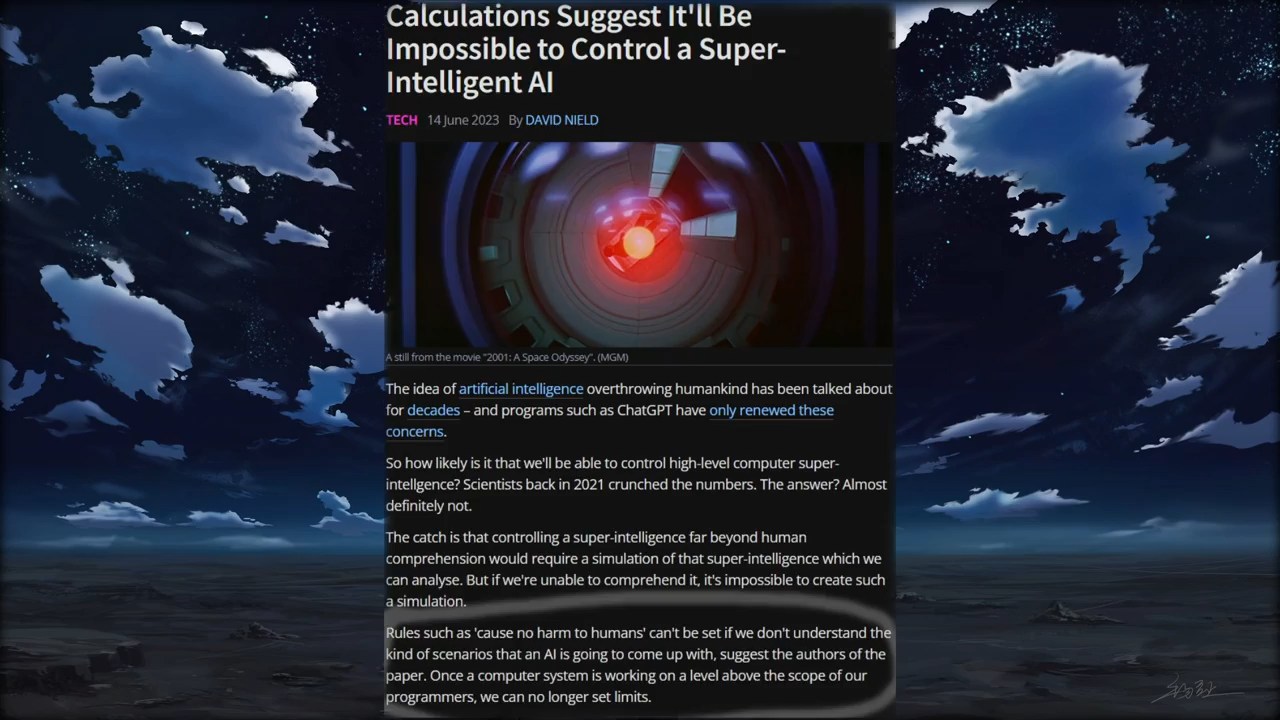 Calculations Suggest It'll Be
Impossible to Control a Super-
Intelligent AI
TECH 14 June 2023 By DAVID NIELD
A still from the movie "2001: A Space Odyssey". (MGM)
The idea of artificial intelligence overthrowing humankind has been talked about
for decades – and programs such as ChatGPT have only renewed these
concerns.
So how likely is it that we'll be able to control high-level computer super-
intellgence? Scientists back in 2021 crunched the numbers. The answer? Almost
definitely not.
The catch is that controlling a super-intelligence far beyond human
comprehension would require a simulation of that super-intelligence which we
can analyse. But if we're unable to comprehend it, it's impossible to create such
a simulation.
Rules such as 'cause no harm to humans' can't be set if we don't understand the
kind of scenarios that an AI is going to come up with, suggest the authors of the
paper. Once a computer system is working on a level above the scope of our
programmers, we can no longer set limits.